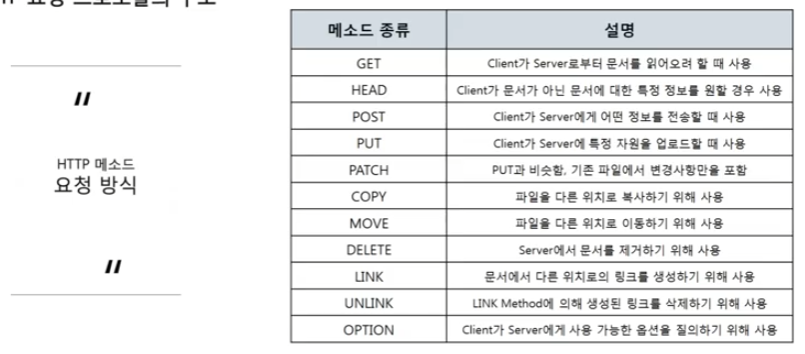 요청 프로토콜의 구조
"
HTTP 메소드
요청 방식
"
메소드 종류 설명
GET Client가 Server로부터 문서를 읽어오려 할 때 사용
HEAD Client가 문서가 아닌 문서에 대한 특정 정보를 원할 경우 사용
POST Client가 Server에게 어떤 정보를 전송할 때 사용
PUT Client가 Server에 특정 자원을 업로드할 때 사용
PATCH PUT과 비슷함, 기존 파일에서 변경사항만을 포함
COPY 파일을 다른 위치로 복사하기 위해 사용
MOVE 파일을 다른 위치로 이동하기 위해 사용
DELETE Server에서 문서를 제거하기 위해 사용
LINK 문서에서 다른 위치로의 링크를 생성하기 위해 사용
UNLINK LINK Method에 의해 생성된 링크를 삭제하기 위해 사용
OPTION Client가 Server에게 사용 가능한 옵션을 질의하기 위해 사용